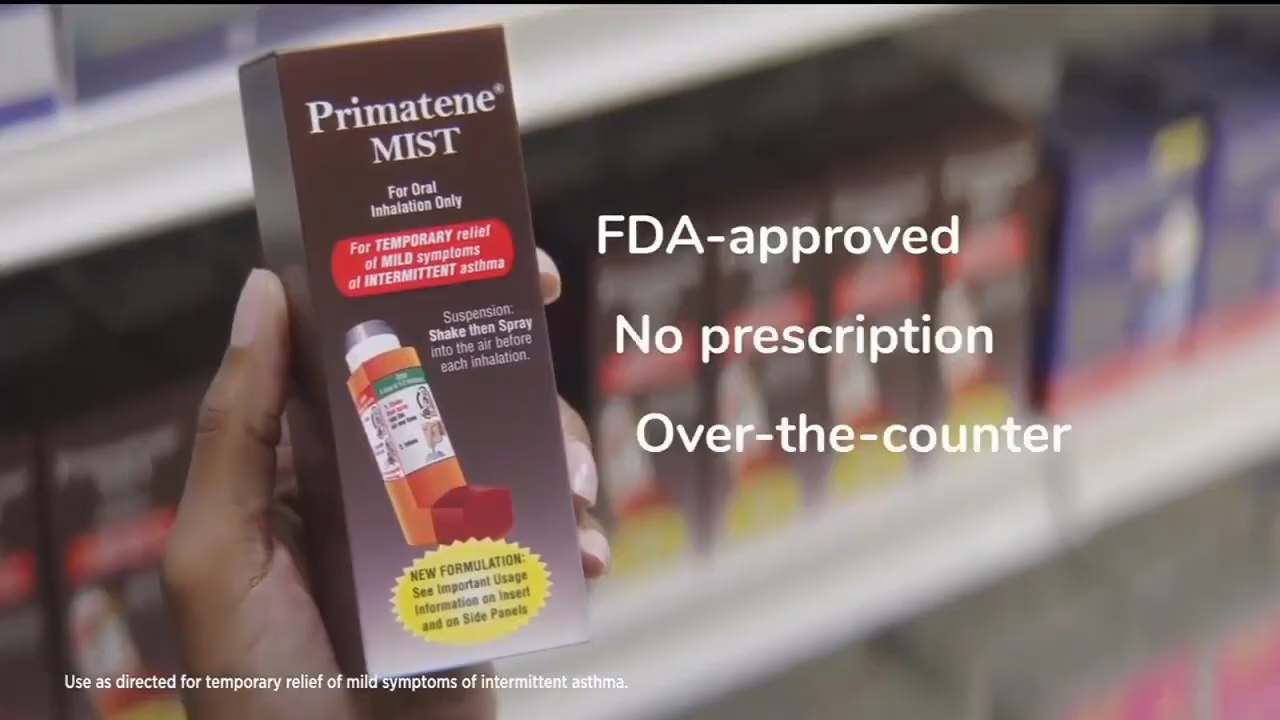 Primatene®
MIST
For Oral
Inhalation Only
For TEMPORARY relief
of MILD symptoms
of INTERMITTENT asthma
Suspension:
Shake then Spray
into the air before
each inhalation.
NEW FORMULATION:
See Important Usage
Information on Insert
and on Side Panels
FDA-approved
No prescription
Over-the-counter
Use as directed for temporary relief of mild symptoms of intermittent asthma.